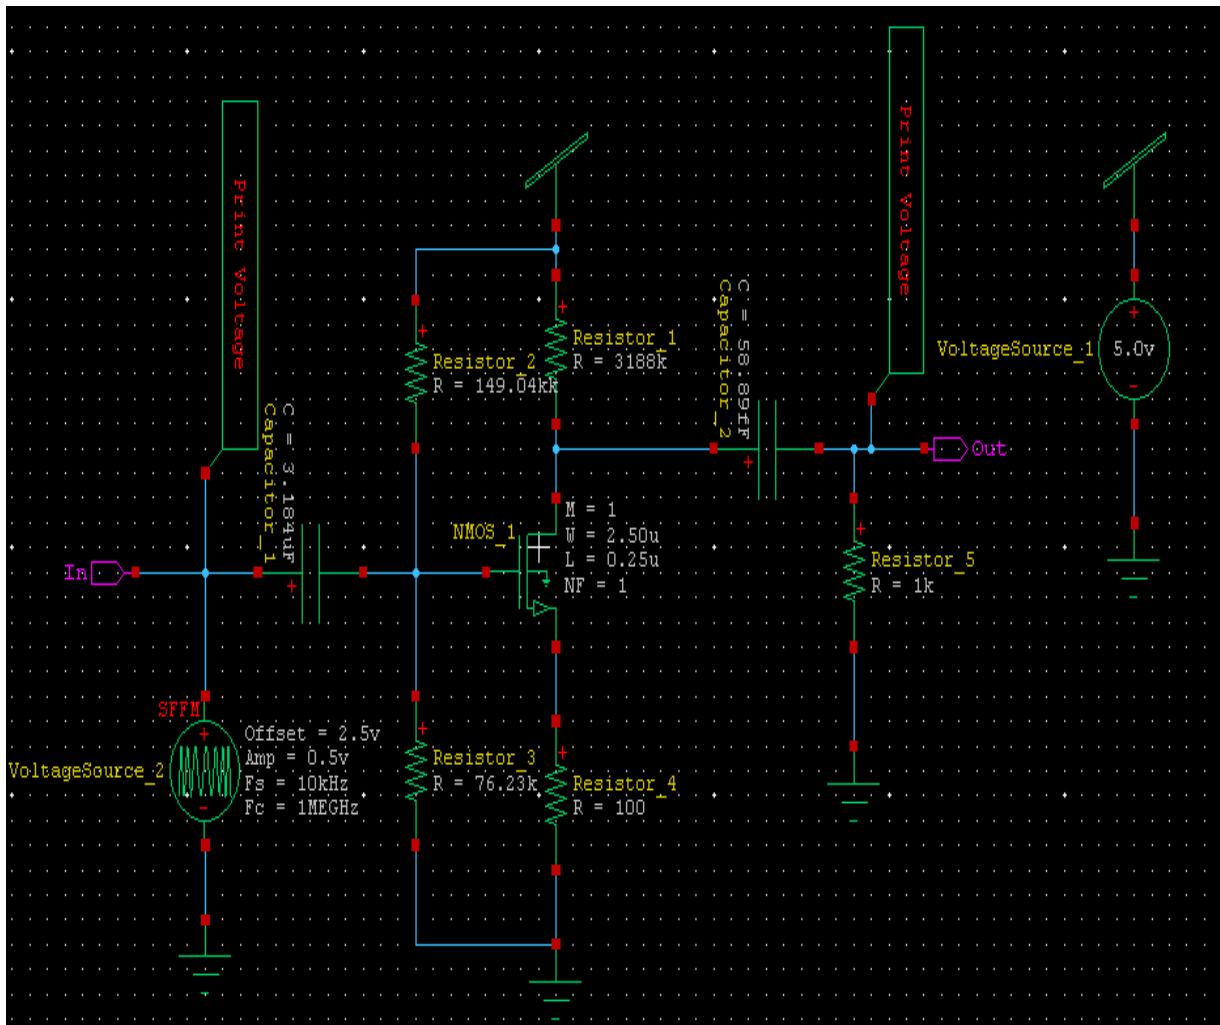 Print Voltage
Print Voltage
C = 3.184uF
Capacitor_1
Resistor_2
R = 149.04kk
Resistor_1
R = 3188k
C = 58.89fF
Capacitor_2
VoltageSource_1
5.0v
+
-
Out
In
NMOS_1
M = 1
W = 2.50u
L = 0.25u
NF = 1
Resistor_5
R = 1k
SFFM
VoltageSource_2
Offset = 2.5v
Amp = 0.5v
Fs = 10kHz
Fc = 1MEGHz
+
-
Resistor_3
R = 76.23k
Resistor_4
R = 100